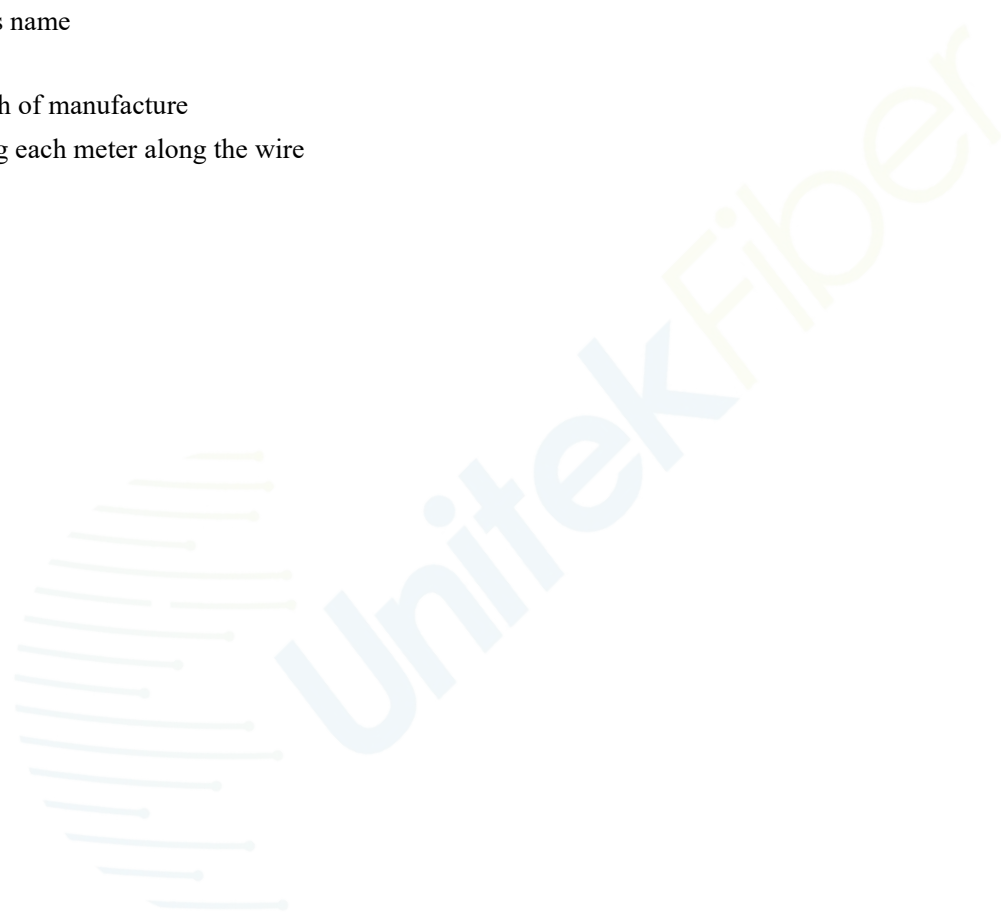 s name
h of manufacture
g each meter along the wire
UnitekFiber